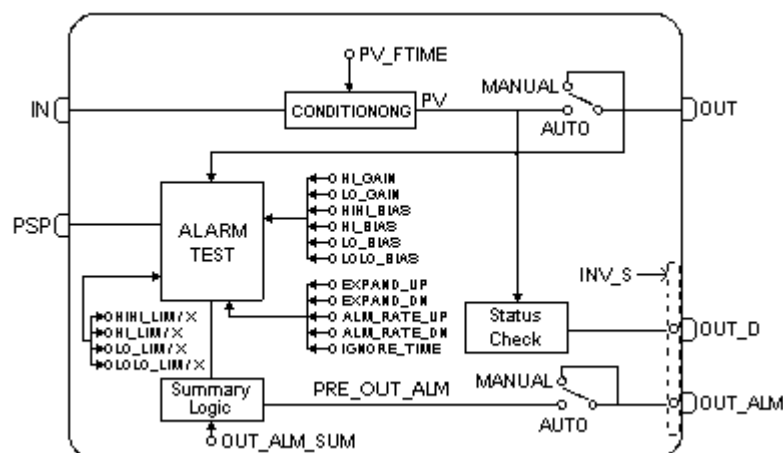 PV_FTIME
IN
CONDITIONONG
PV
MANUAL
AUTO
OUT
PSP
ALARM
TEST
HI_GAIN
LO_GAIN
HIHI_BIAS
HI_BIAS
LO_BIAS
LOLO_BIAS
EXPAND_UP
EXPAND_DN
ALM_RATE_UP
ALM_RATE_DN
IGNORE_TIME
HIHI_LIM/X
HI_LIM/X
LO_LIM/X
LOLO_LIM/X
INV_S
Status
Check
OUT_D
Summary
Logic
PRE_OUT_ALM
MANUAL
AUTO
OUT_ALM
OUT_ALM_SUM